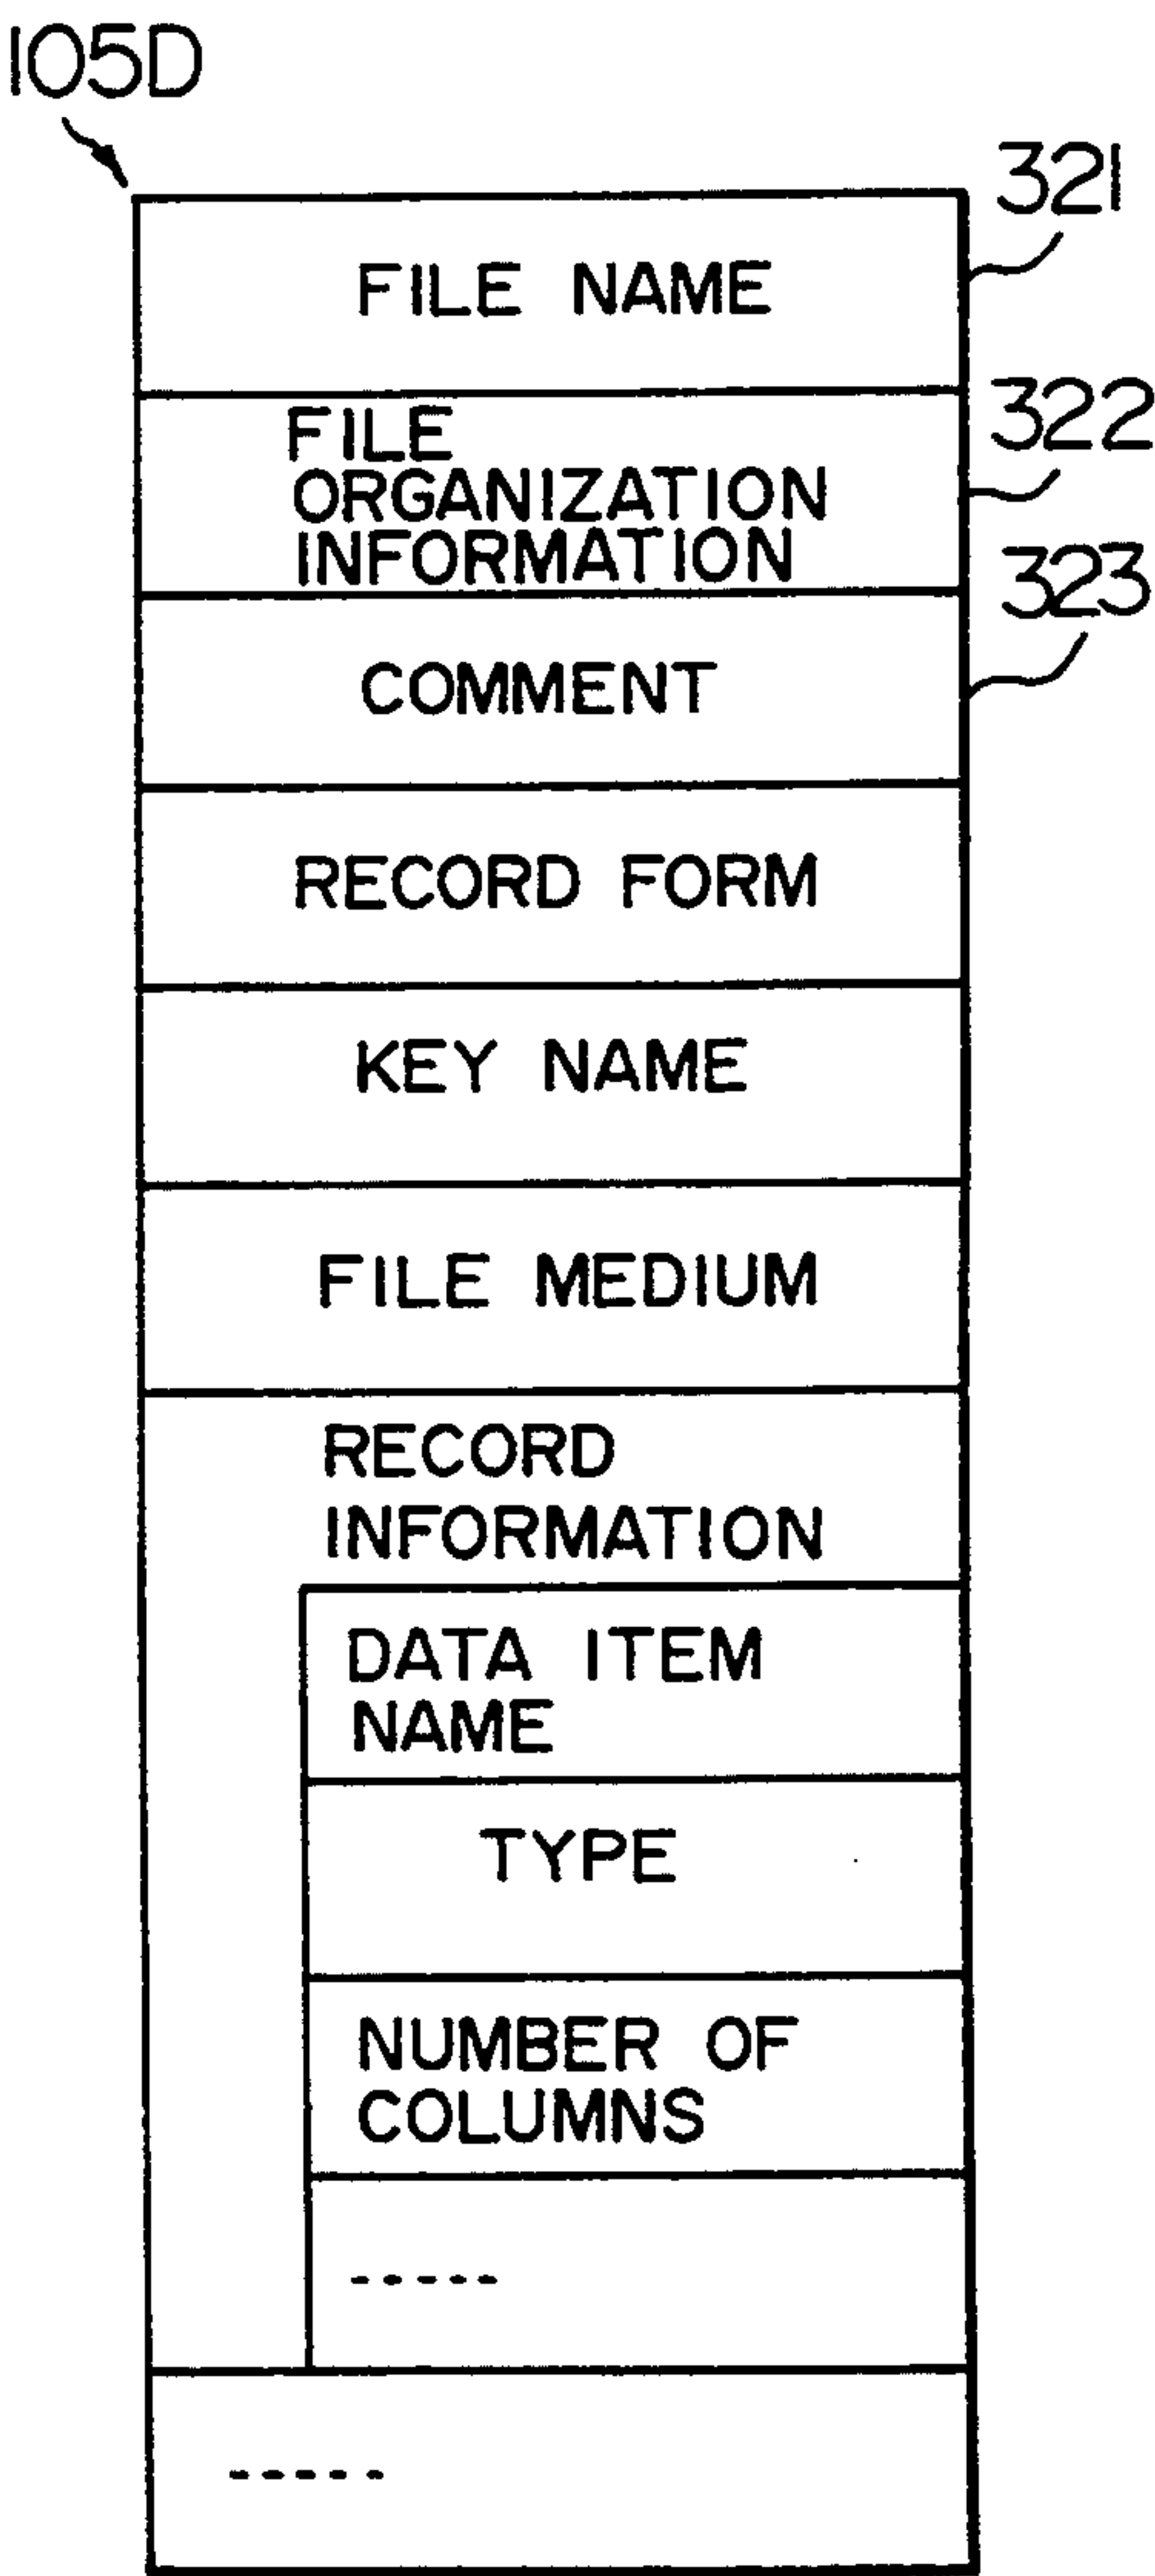 105D
321
FILE NAME
322
FILE
ORGANIZATION
INFORMATION
323
COMMENT
RECORD FORM
KEY NAME
FILE MEDIUM
RECORD
INFORMATION
DATA ITEM
NAME
TYPE
NUMBER OF
COLUMNS
-----
-----